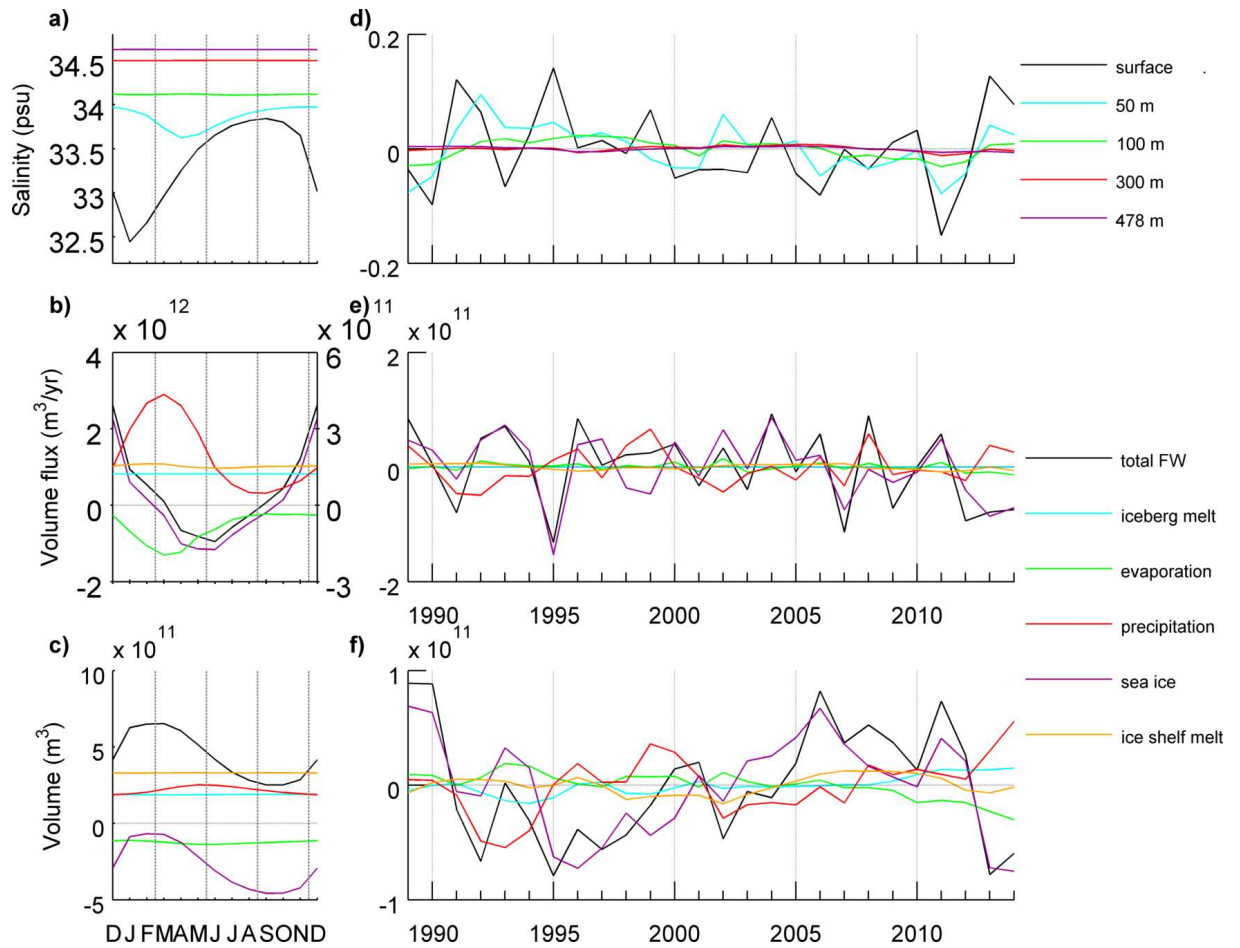 a)
Salinity (psu)
34.5
34
33.5
33
32.5
d)
0.2
0
-0.2
surface
50 m
100 m
300 m
478 m
b)
x 10^12
x 10^11
Volume flux (m^3/yr)
4
2
0
-2
6
3
0
-3
e)
x 10^11
2
0
-2
1990 1995 2000 2005 2010
total FW
iceberg melt
evaporation
precipitation
sea ice
ice shelf melt
c)
x 10^11
Volume (m^3)
10
5
0
-5
DJFMAMJJASOND
f)
x 10^11
1
0
-1
1990 1995 2000 2005 2010